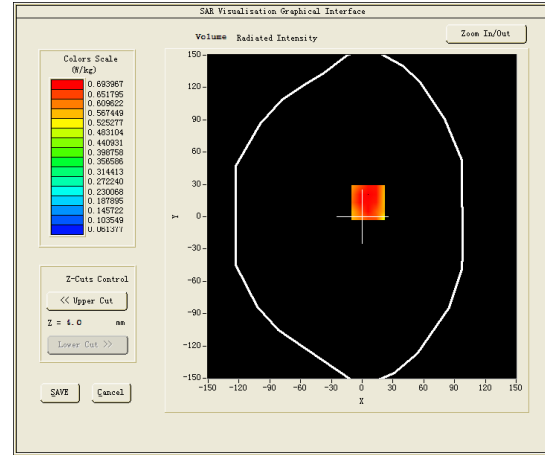 SAR Visualisation Graphical Interface
Volume Radiated Intensity
Zoom In/Out
Colors Scale
(W/kg)
0.693967
0.651795
0.609622
0.567449
0.525277
0.483104
0.440931
0.398758
0.356586
0.314413
0.272240
0.230068
0.187895
0.145722
0.103549
0.061377
150
120
90
60
30
0
-30
-60
-90
-120
-150
Y
-150 -120 -90 -60 -30 0 30 60 90 120 150
X
Z-Cuts Control
<< Upper Cut
Z = 4.0 mm
Lower Cut >>
SAVE Cancel